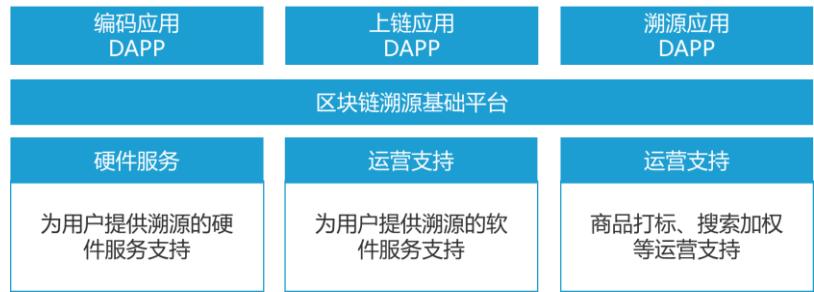 编码应用
DAPP
上链应用
DAPP
溯源应用
DAPP
区块链溯源基础平台
硬件服务
运营支持
运营支持
为用户提供溯源的硬
件服务支持
为用户提供溯源的软
件服务支持
商品打标、搜索加权
等运营支持